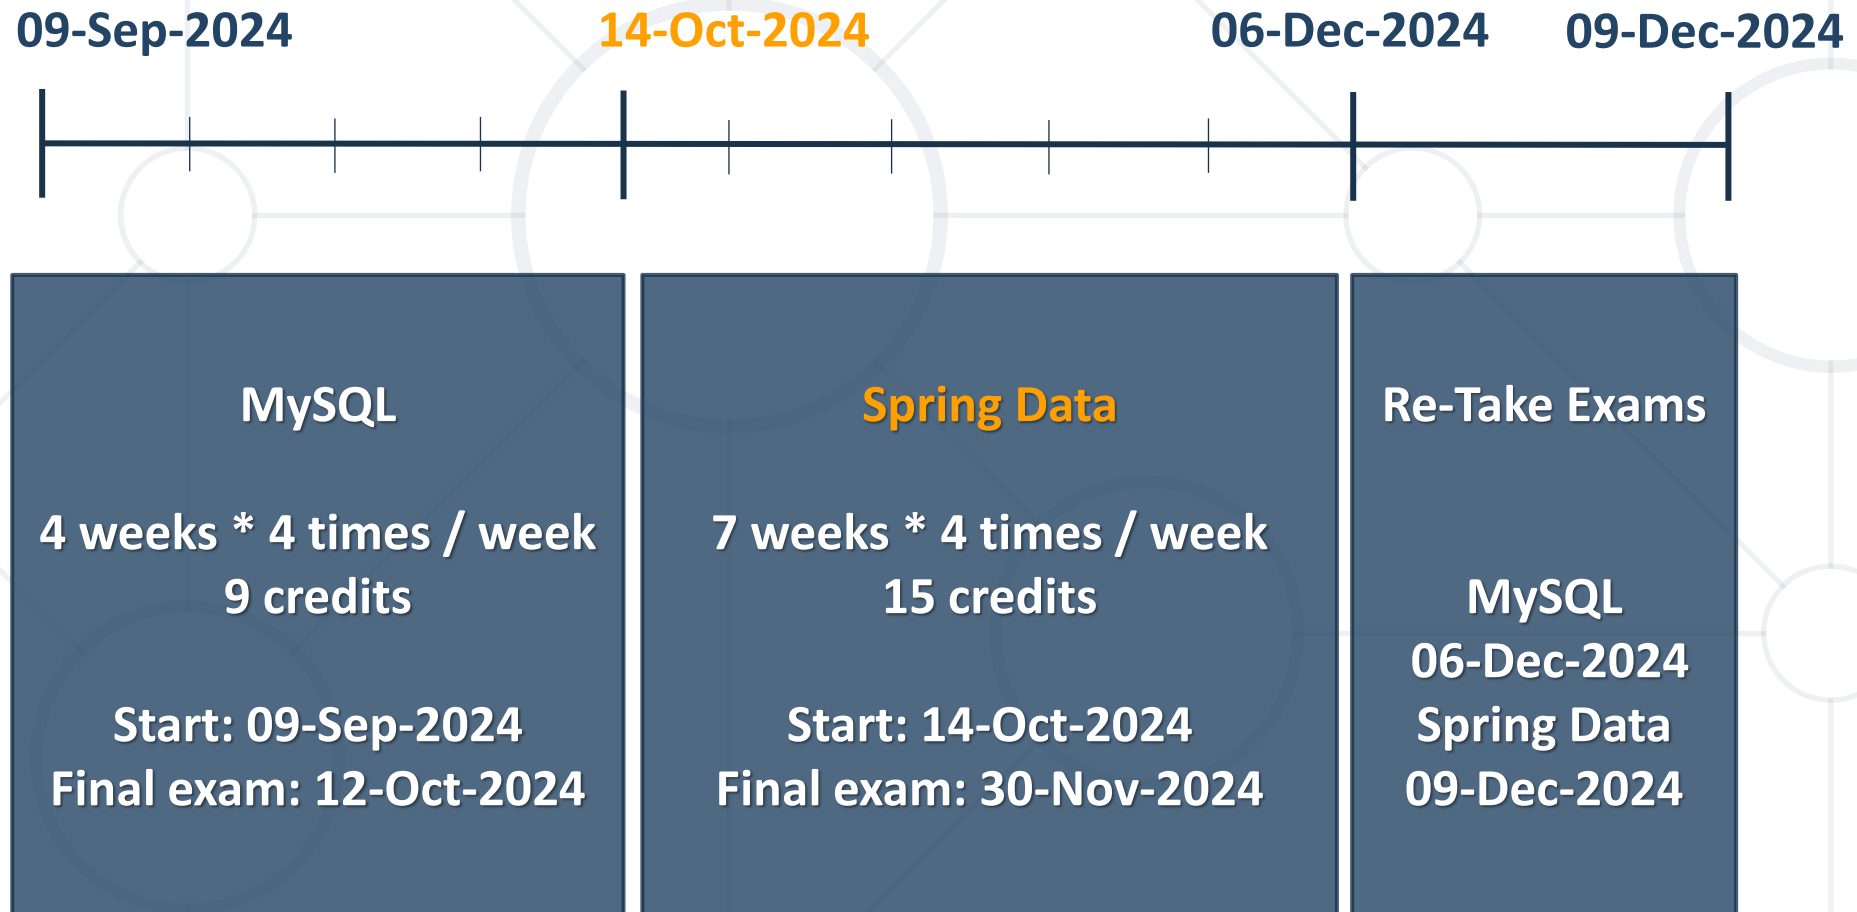 09-Sep-2024
14-Oct-2024
06-Dec-2024
09-Dec-2024
MySQL
4 weeks * 4 times / week
9 credits
Start: 09-Sep-2024
Final exam: 12-Oct-2024
Spring Data
7 weeks * 4 times / week
15 credits
Start: 14-Oct-2024
Final exam: 30-Nov-2024
Re-Take Exams
MySQL
06-Dec-2024
Spring Data
09-Dec-2024